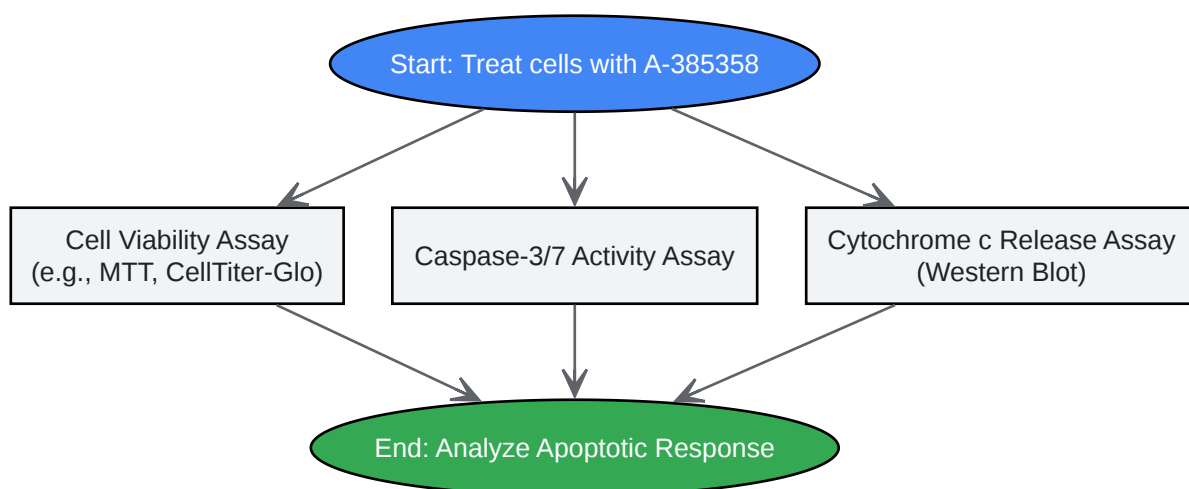 Start: Treat cells with A-385358
Cell Viability Assay
(e.g., MTT, CellTiter-Glo)
Caspase-3/7 Activity Assay
Cytochrome c Release Assay
(Western Blot)
End: Analyze Apoptotic Response